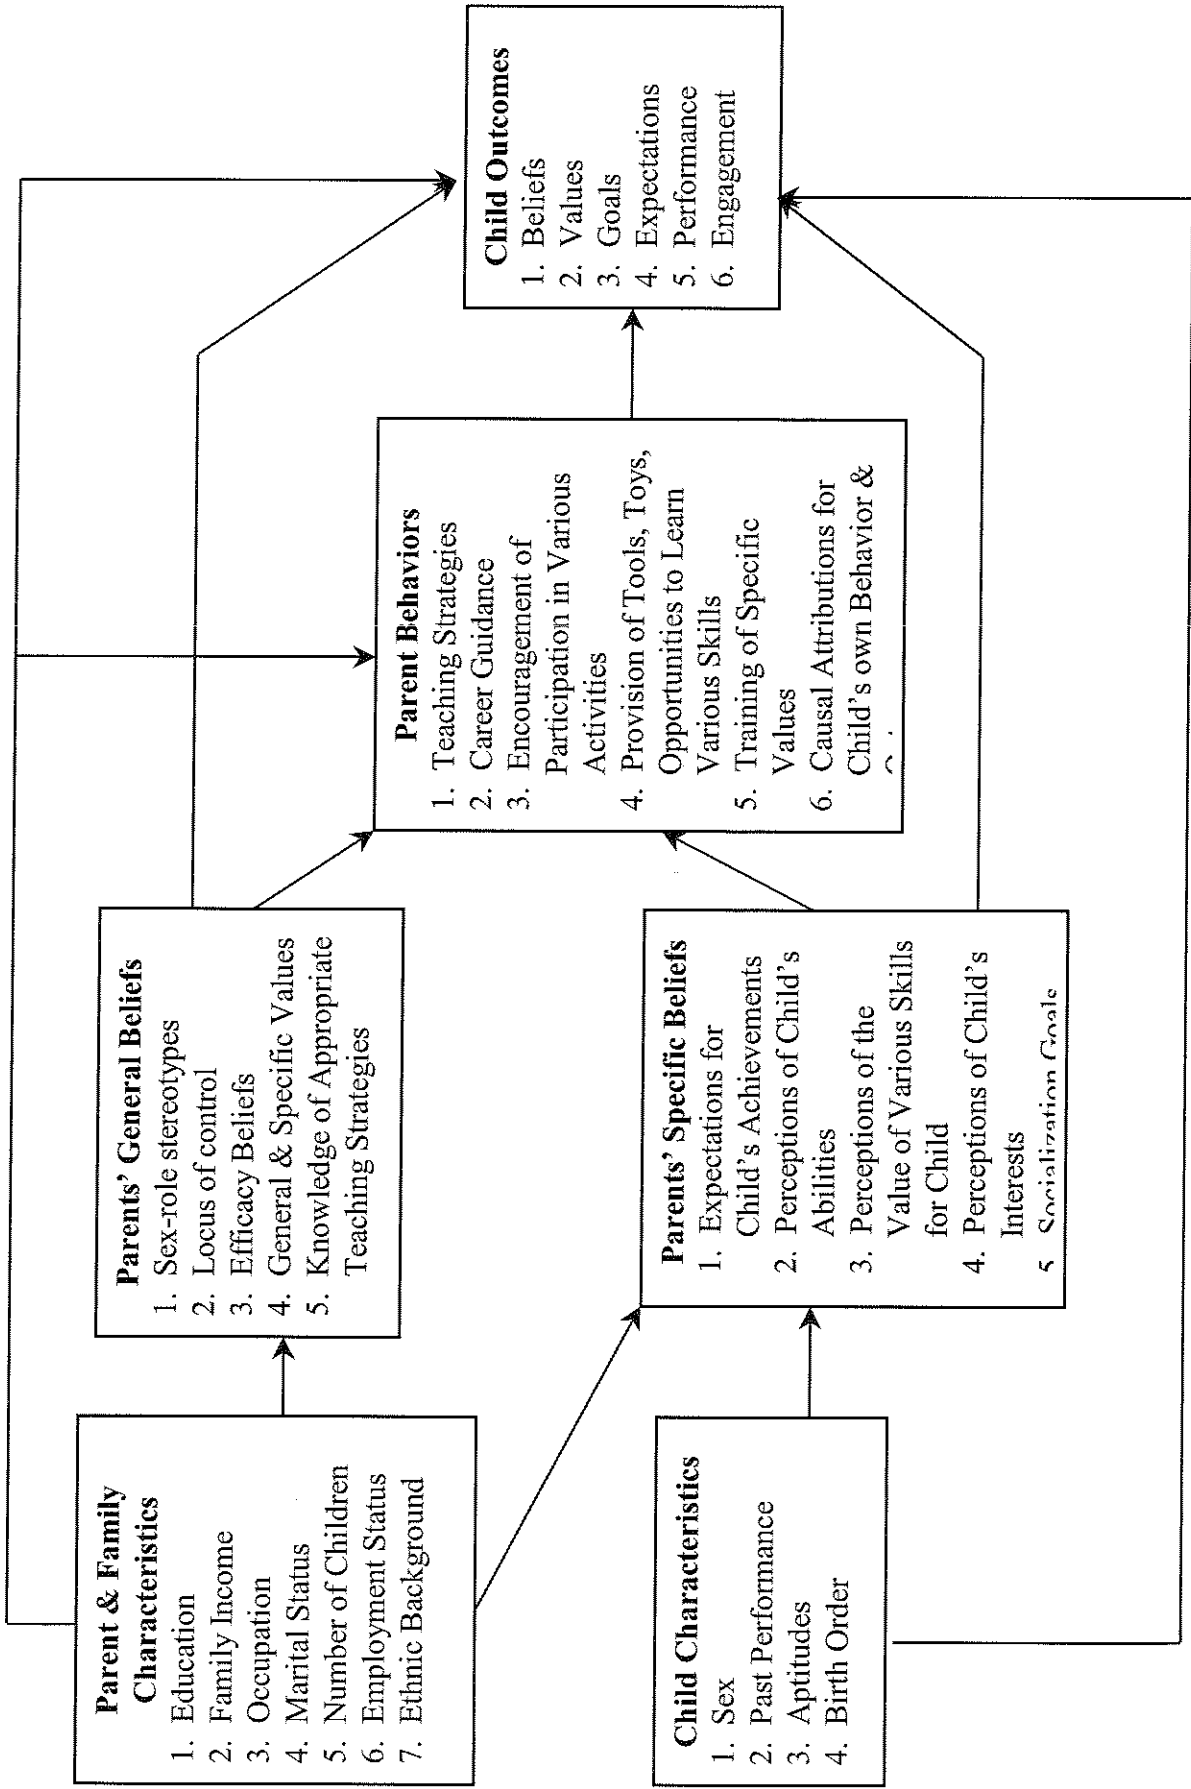 Parent & Family
Characteristics
1. Education
2. Family Income
3. Occupation
4. Marital Status
5. Number of Children
6. Employment Status
7. Ethnic Background
Child Characteristics
1. Sex
2. Past Performance
3. Aptitudes
4. Birth Order
Parents' General Beliefs
1. Sex-role stereotypes
2. Locus of control
3. Efficacy Beliefs
4. General & Specific Values
5. Knowledge of Appropriate
Teaching Strategies
Parents' Specific Beliefs
1. Expectations for
Child's Achievements
2. Perceptions of Child's
Abilities
3. Perceptions of the
Value of Various Skills
for Child
4. Perceptions of Child's
Interests
5 Socialization Goals
Parent Behaviors
1. Teaching Strategies
2. Career Guidance
3. Encouragement of
Participation in Various
Activities
4. Provision of Tools, Toys,
Opportunities to Learn
Various Skills
5. Training of Specific
Values
6. Causal Attributions for
Child's own Behavior &
Child Outcomes
1. Beliefs
2. Values
3. Goals
4. Expectations
5. Performance
6. Engagement